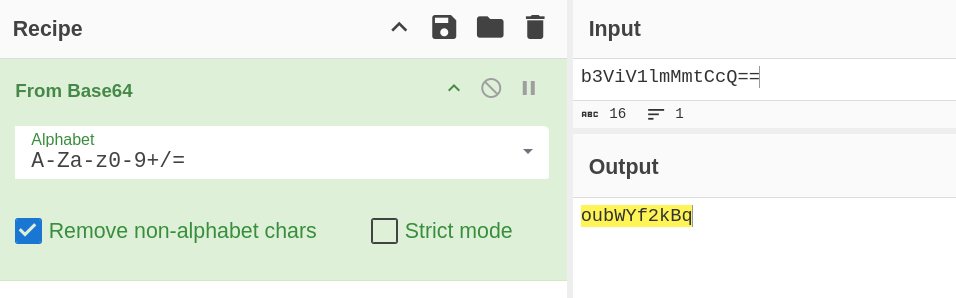 Recipe
From Base64
Alphabet
A-Za-z0-9+/=
Remove non-alphabet chars
Strict mode
Input
b3ViV1lmMmtCcQ==
ABC 16 1
Output
oubWYf2kBq